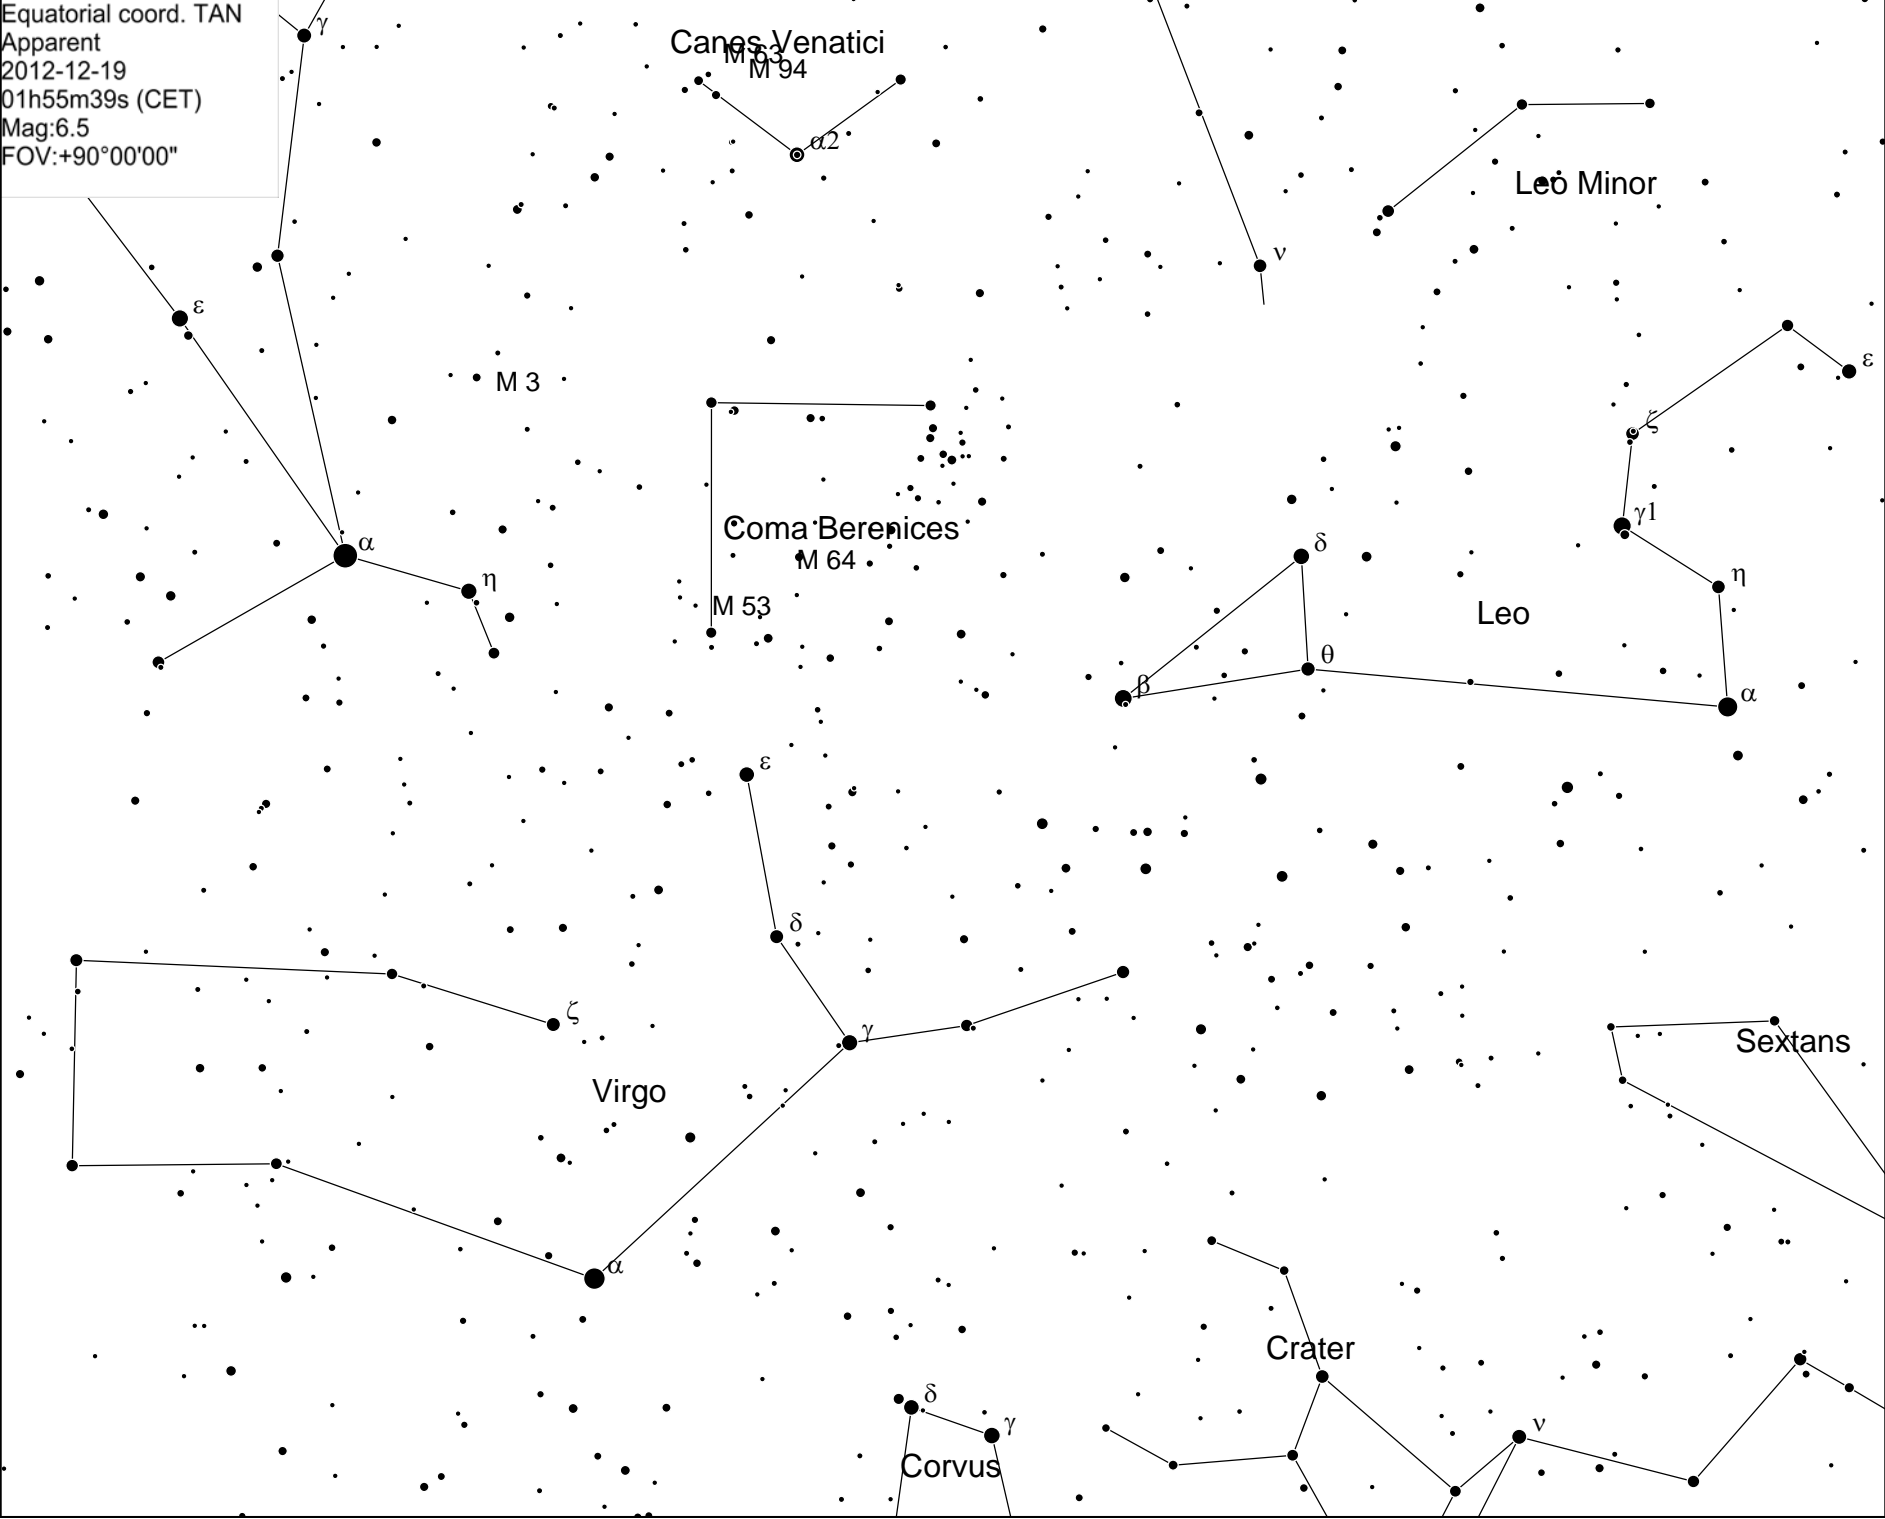 Equatorial coord. TAN
Apparent
2012-12-19
01h55m39s (CET)
Mag:6.5
FOV:+90°00'00"
γ
Canes Venatici
M 63
M 94
α2
Leo Minor
ν
ε
ε
M 3
ζ
γ1
Coma Berenices
α
δ
M 64
η
η
M 53
Leo
θ
β
α
ε
δ
ζ
γ
Sextans
Virgo
α
Crater
δ
γ
ν
Corvus